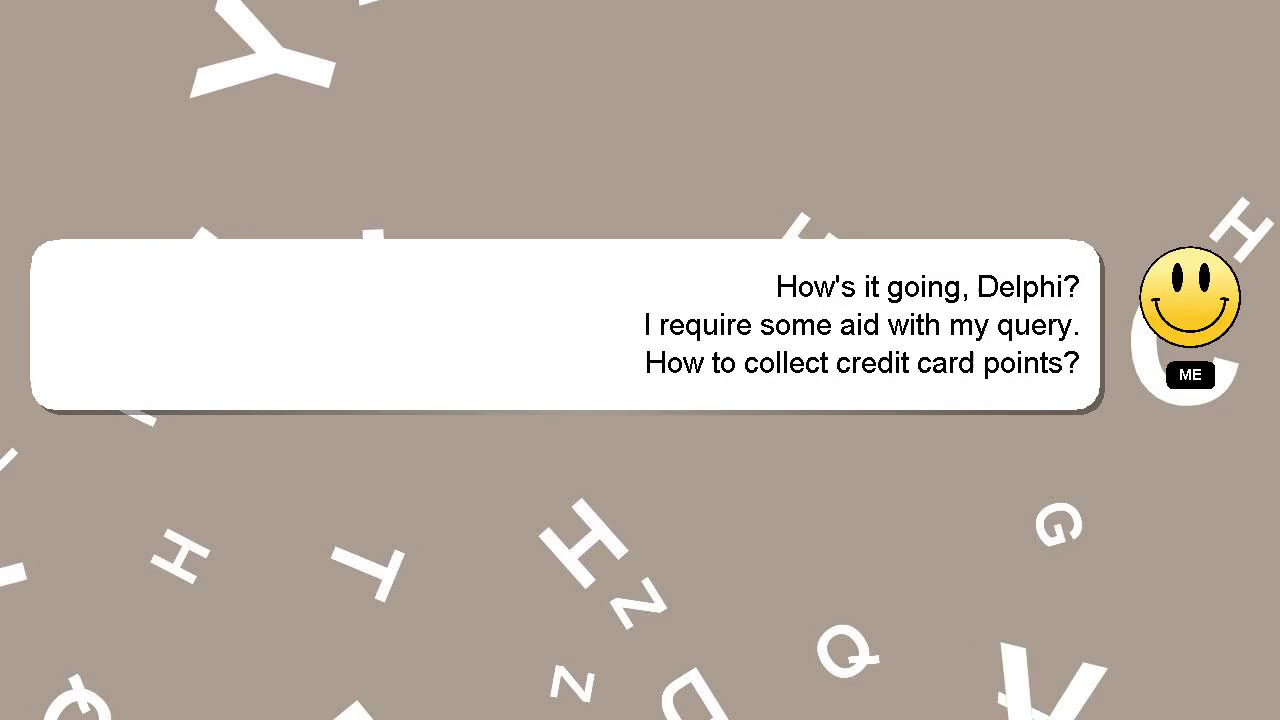 How's it going, Delphi?
I require some aid with my query.
How to collect credit card points?
ME